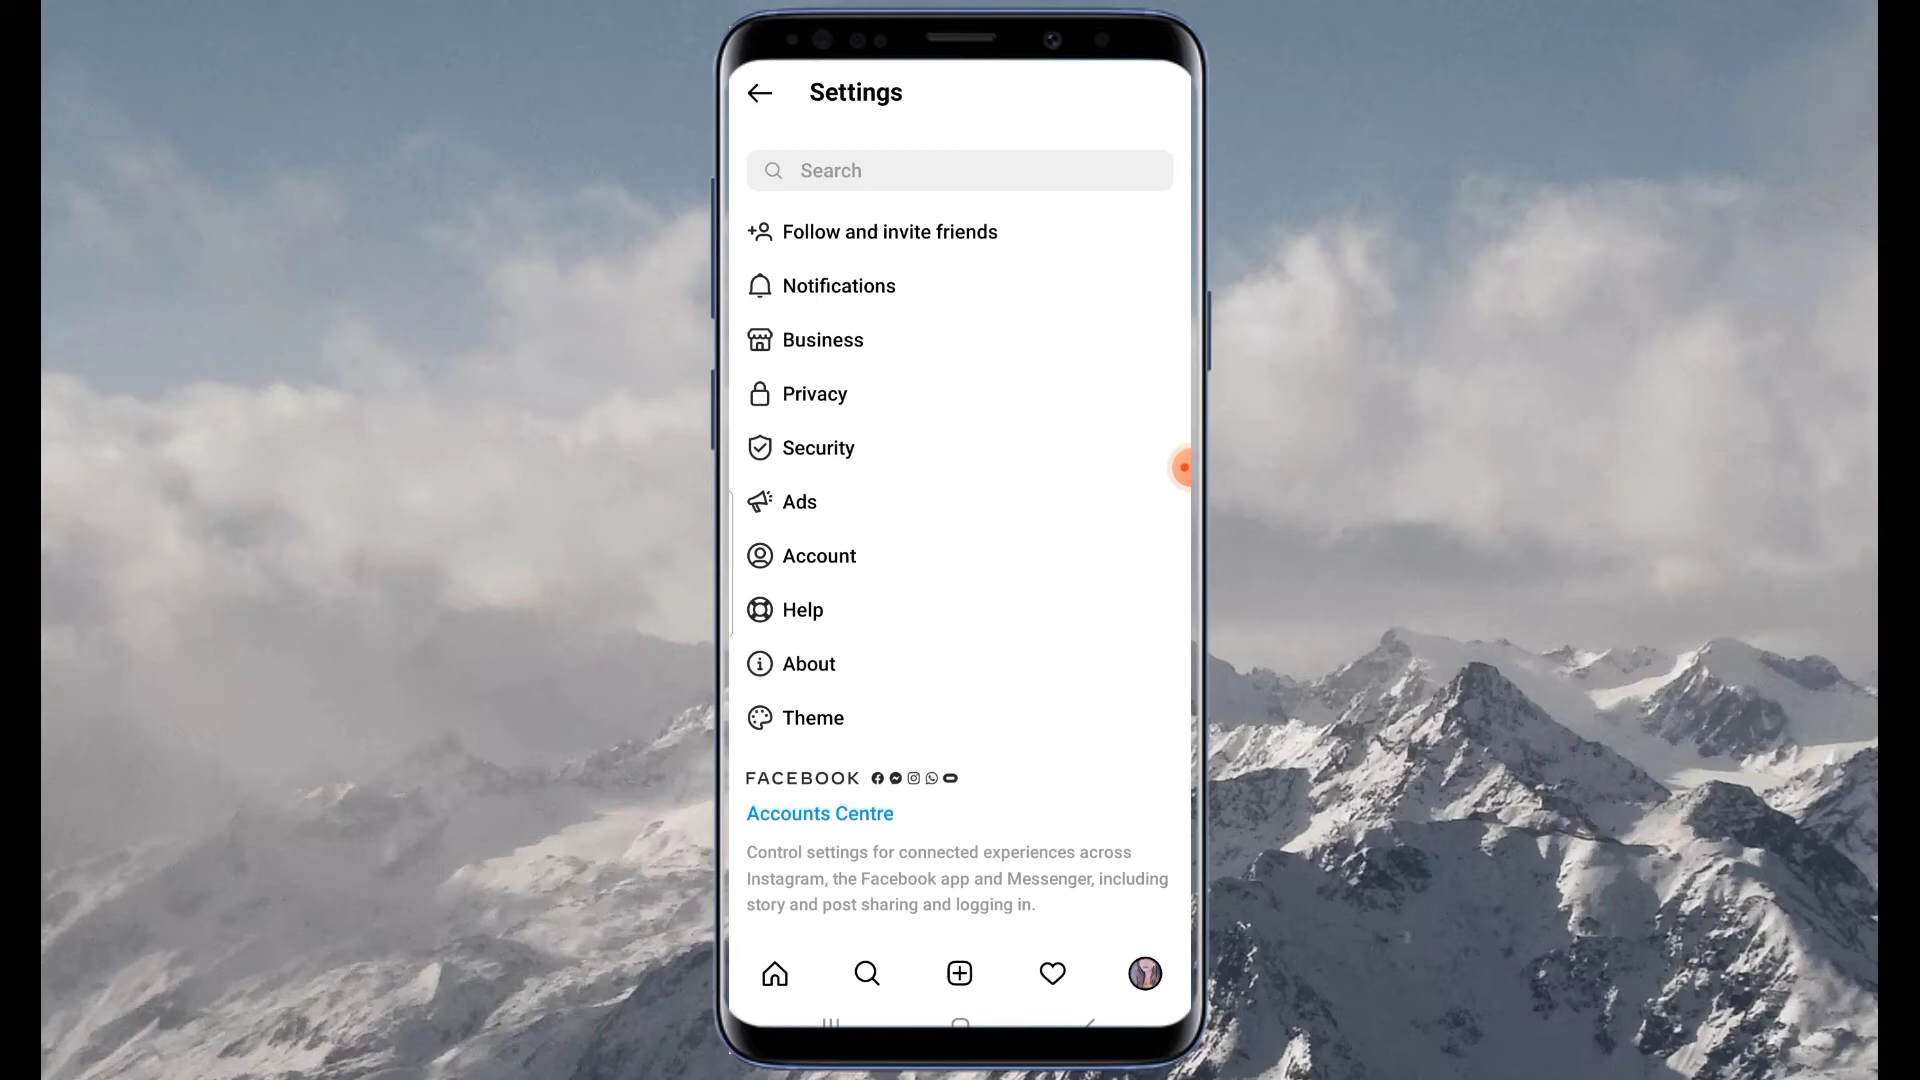 Settings
Search
Follow and invite friends
Notifications
Business
Privacy
Security
Ads
Account
Help
About
Theme
FACEBOOK
Accounts Centre
Control settings for connected experiences across
Instagram, the Facebook app and Messenger, including
story and post sharing and logging in.